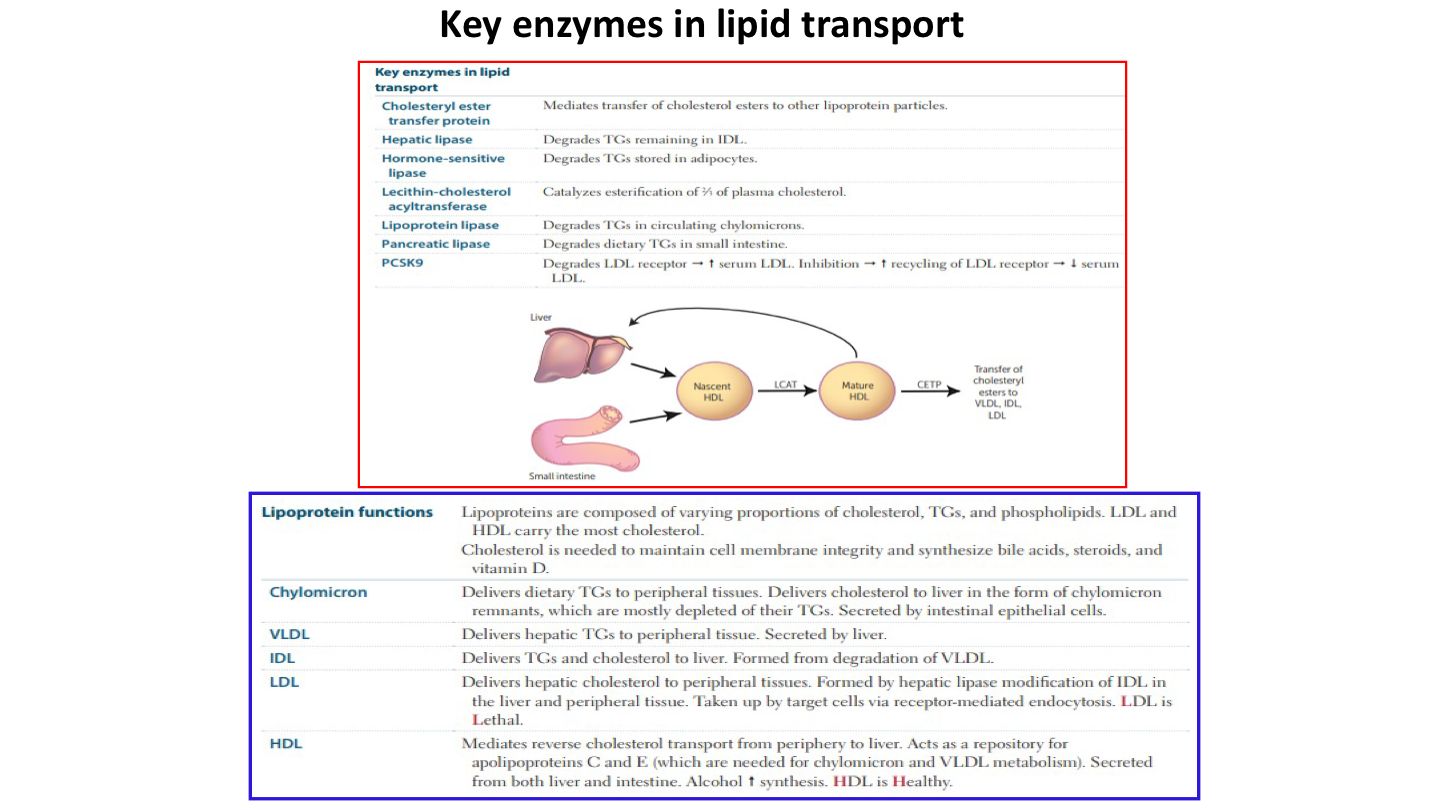 Key enzymes in lipid transport
Key enzymes in lipid
transport
Cholesteryl ester
transfer protein
Mediates transfer of cholesterol esters to other lipoprotein particles.
Hepatic lipase
Degrades TGs remaining in IDL.
Hormone-sensitive
lipase
Degrades TGs stored in adipocytes.
Lecithin-cholesterol
acyltransferase
Catalyzes esterification of ⅔ of plasma cholesterol.
Lipoprotein lipase
Degrades TGs in circulating chylomicrons.
Pancreatic lipase
Degrades dietary TGs in small intestine.
PCSK9
Degrades LDL receptor → ↑ serum LDL. Inhibition → ↑ recycling of LDL receptor → ↓ serum
LDL.
Liver
Nascent
HDL
LCAT
Mature
HDL
CETP
Transfer of
cholesteryl
esters to
VLDL, IDL,
LDL
Small intestine
Lipoprotein functions
Lipoproteins are composed of varying proportions of cholesterol, TGs, and phospholipids. LDL and
HDL carry the most cholesterol.
Cholesterol is needed to maintain cell membrane integrity and synthesize bile acids, steroids, and
vitamin D.
Chylomicron
Delivers dietary TGs to peripheral tissues. Delivers cholesterol to liver in the form of chylomicron
remnants, which are mostly depleted of their TGs. Secreted by intestinal epithelial cells.
VLDL
Delivers hepatic TGs to peripheral tissue. Secreted by liver.
IDL
Delivers TGs and cholesterol to liver. Formed from degradation of VLDL.
LDL
Delivers hepatic cholesterol to peripheral tissues. Formed by hepatic lipase modification of IDL in
the liver and peripheral tissue. Taken up by target cells via receptor-mediated endocytosis. LDL is
Lethal.
HDL
Mediates reverse cholesterol transport from periphery to liver. Acts as a repository for
apolipoproteins C and E (which are needed for chylomicron and VLDL metabolism). Secreted
from both liver and intestine. Alcohol ↑ synthesis. HDL is Healthy.